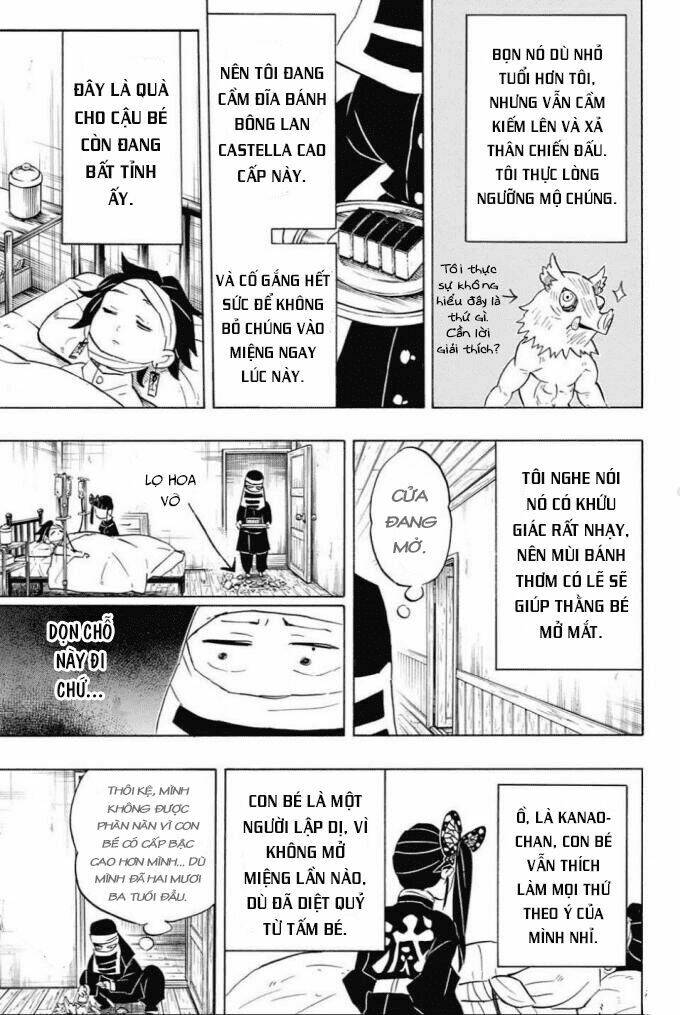 BỌN NÓ DÙ NHỎ
TUỔI HƠN TÔI,
NHƯNG VẪN CẦM
KIẾM LÊN VÀ XẢ
THÂN CHIẾN ĐẤU.
TÔI THỰC LÒNG
NGƯỠNG MỘ CHÚNG.
Tôi thực
sự không
hiểu đây là
thứ gì.
Cần lời
giải thích?
NÊN TÔI ĐANG
CẦM ĐĨA BÁNH
BÔNG LAN
CASTELLA CAO
CẤP NÀY.
VÀ CỐ GẮNG HẾT
SỨC ĐỂ KHÔNG
BỎ CHÚNG VÀO
MIỆNG NGAY
LÚC NÀY.
ĐÂY LÀ QUÀ
CHO CẬU BÉ
CÒN ĐANG
BẤT TỈNH
ẤY.
TÔI NGHE NÓI
NÓ CÓ KHỨU
GIÁC RẤT NHẠY,
NÊN MÙI BÁNH
THƠM CÓ LẼ SẼ
GIÚP THẰNG BÉ
MỞ MẮT.
CỬA
ĐANG
MỞ.
LỌ HOA
VỠ
DỌN CHỖ
NÀY ĐI
CHỨ...
Ồ, LÀ KANAO-
CHAN, CON BÉ
VẪN THÍCH
LÀM MỌI THỨ
THEO Ý CỦA
MÌNH NHỈ.
滅
CON BÉ LÀ MỘT
NGƯỜI LẬP DỊ, VÌ
KHÔNG MỞ
MIỆNG LẦN NÀO,
DÙ ĐÃ DIỆT QUỶ
TỪ TẤM BÉ.
THÔI KỆ, MÌNH
KHÔNG ĐƯỢC
PHÀN NÀN VÌ CON
BÉ CÓ CẤP BẬC
CAO HƠN MÌNH... DÙ
MÌNH ĐÃ HAI MƯƠI
BA TUỔI ĐẦU.